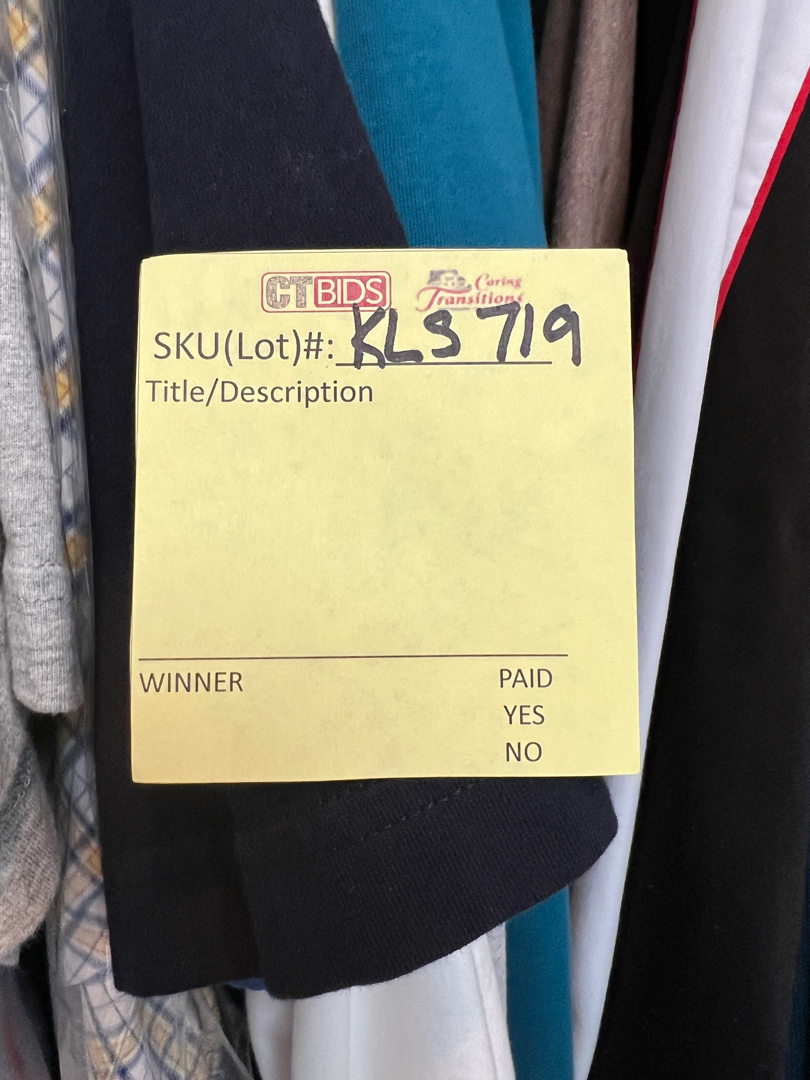 CTBIDS Caring Transitions
SKU(Lot)#: KLS 719
Title/Description
WINNER PAID
YES
NO